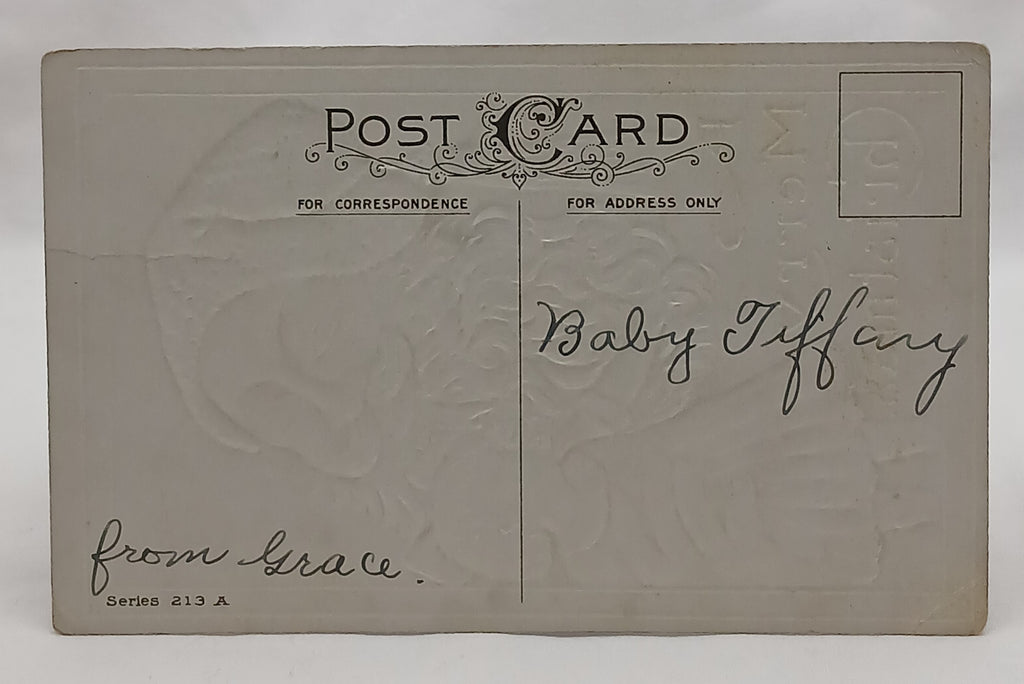 POST CARD
FOR CORRESPONDENCE
FOR ADDRESS ONLY
Baby Tiffany
from Grace.
Series 213 A